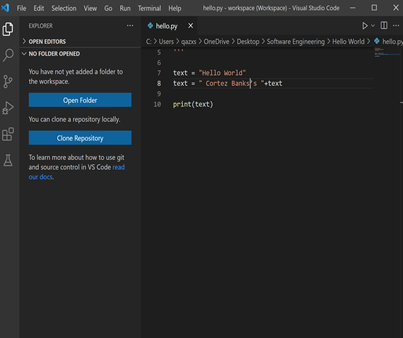 File Edit Selection View Go Run Terminal Help hello.py - workspace (Workspace) - Visual Studio Code
EXPLORER
OPEN EDITORS
NO FOLDER OPENED
You have not yet added a folder to
the workspace.
Open Folder
You can clone a repository locally.
Clone Repository
To learn more about how to use git
and source control in VS Code read
our docs.
hello.py
C: > Users > qazxs > OneDrive > Desktop > Software Engineering > Hello World > hello.py
5 '''
6
7 text = "Hello World"
8 text = " Cortez Banks's "+text
9
10 print(text)